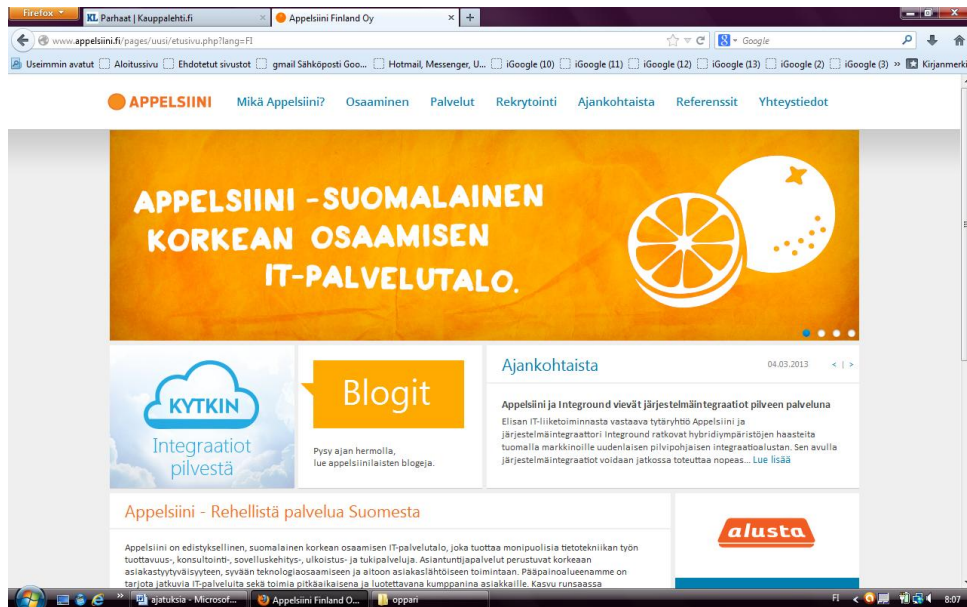 Firefox
KL Parhaat | Kauppalehti.fi
Appelsiini Finland Oy
www.appelsiini.fi/pages/uusi/etusivu.php?lang=FI
Google
Useimmin avatut
Aloitussivu
Ehdotetut sivustot
gmail Sähköposti Goo...
Hotmail, Messenger, U...
iGoogle (10)
iGoogle (11)
iGoogle (12)
iGoogle (13)
iGoogle (2)
iGoogle (3)
»
Kirjanmerki
APPELSIINI
Mikä Appelsiini?
Osaaminen
Palvelut
Rekrytointi
Ajankohtaista
Referenssit
Yhteystiedot
APPELSIINI -SUOMALAINEN
KORKEAN OSAAMISEN
IT-PALVELUTALO.
KYTKIN
Integraatiot
pilvestä
Blogit
Pysy ajan hermolla,
lue appelsiinilaisten blogeja.
Ajankohtaista
04.03.2013
< | >
Appelsiini ja Integround vievät järjestelmäintegraatiot pilveen palveluna
Elisan IT-liiketoiminnasta vastaava tytäryhtiö Appelsiini ja
järjestelmäintegraattori Integround ratkovat hybridiympäristöjen haasteita
tuomalla markkinoille uudenlaisen pilvipohjaisen integraatioalustan. Sen avulla
järjestelmäintegraatiot voidaan jatkossa toteuttaa nopeas... Lue lisää
Appelsiini - Rehellistä palvelua Suomesta
Appelsiini on edistyksellinen, suomalainen korkean osaamisen IT-palvelutalo, joka tuottaa monipuolisia tietotekniikan työn
tuottavuus-, konsultointi-, sovelluskehitys-, ulkoistus- ja tukipalveluja. Asiantuntijapalvelut perustuvat korkeaan
asiakastyytyväisyyteen, syvään teknologiaosaamiseen ja aitoon asiakaslähtöiseen toimintaan. Pääpainoalueenamme on
tarjota jatkuvia IT-palveluita sekä toimia pitkäaikaisena ja luotettavana kumppanina asiakkaille. Kasvu runsaassa
alusta
ajatuksia - Microsof...
Appelsiini Finland O...
oppari
FI
8:07